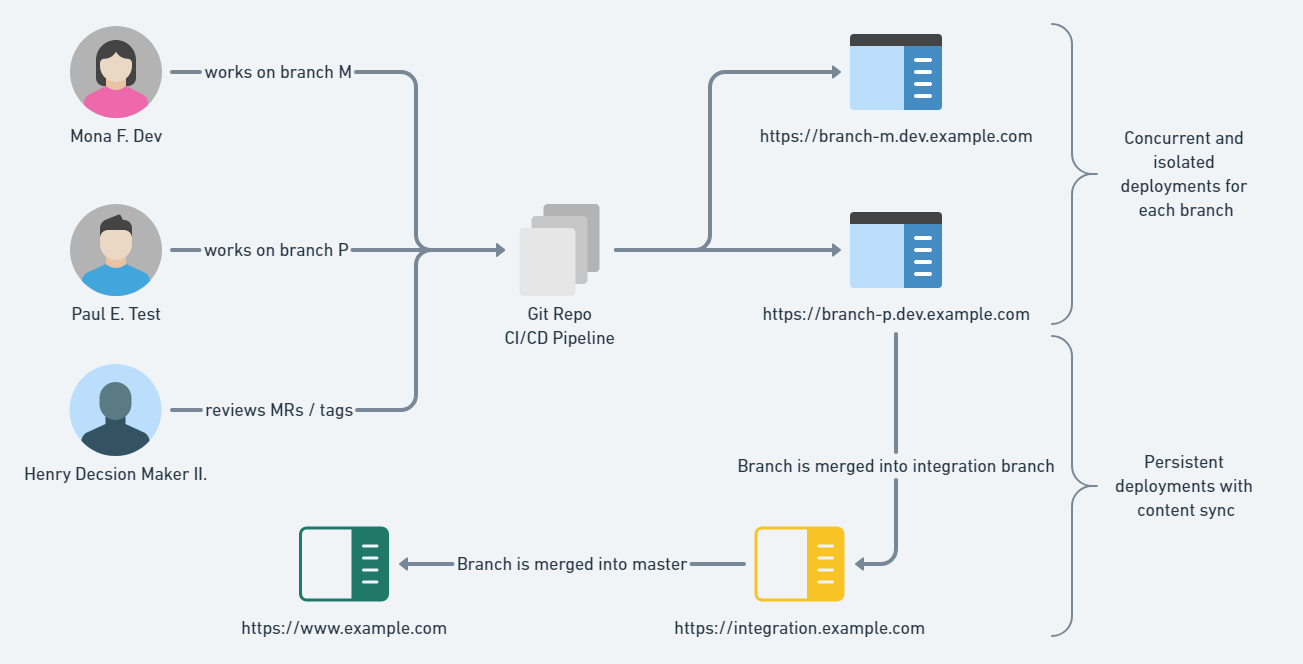 works on branch M
Mona F. Dev
https://branch-m.dev.example.com
Concurrent and
isolated
deployments for
each branch
works on branch P
Paul E. Test
Git Repo
CI/CD Pipeline
https://branch-p.dev.example.com
reviews MRs / tags
Henry Decsion Maker II.
Branch is merged into integration branch
Persistent
deployments with
content sync
Branch is merged into master
https://www.example.com
https://integration.example.com